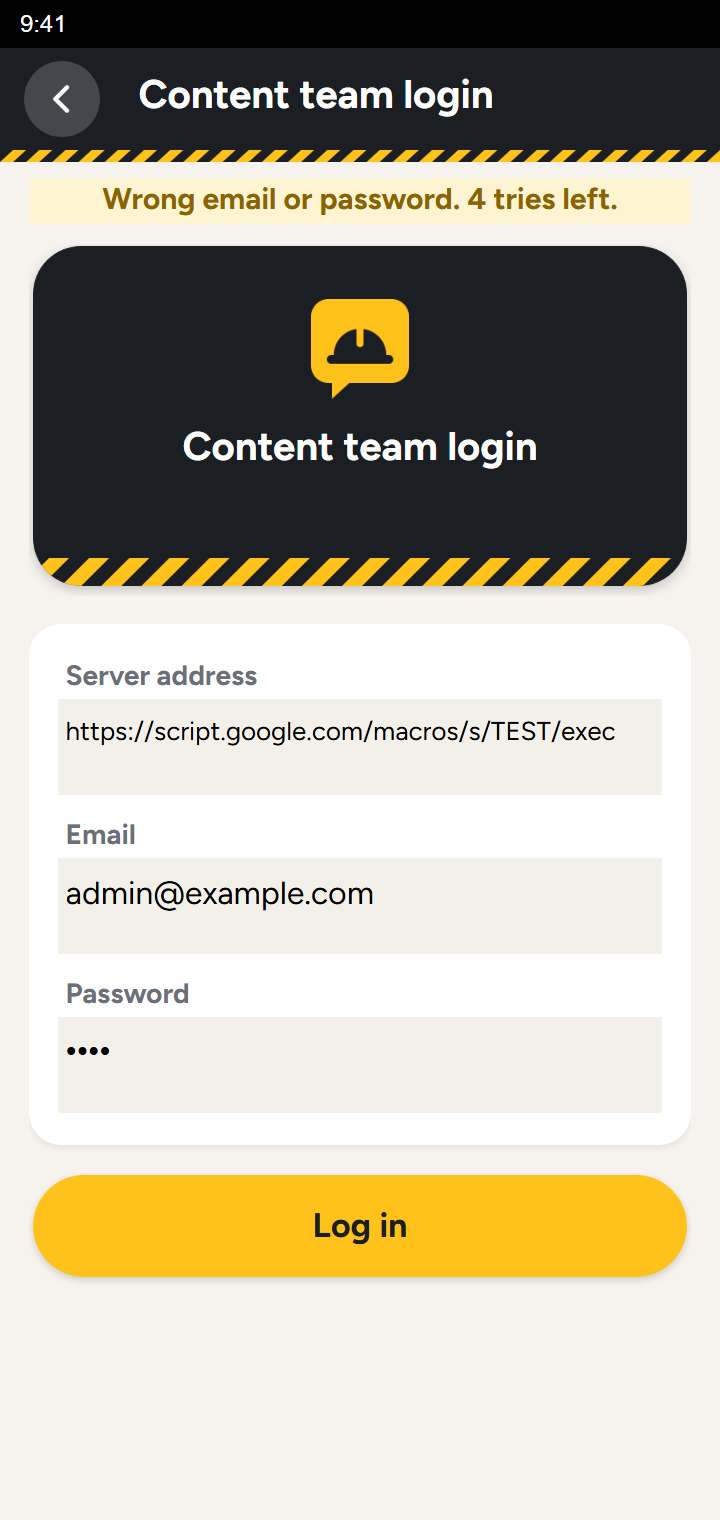 9:41
Content team login
Wrong email or password. 4 tries left.
Content team login
Server address
https://script.google.com/macros/s/TEST/exec
Email
admin@example.com
Password
••••
Log in